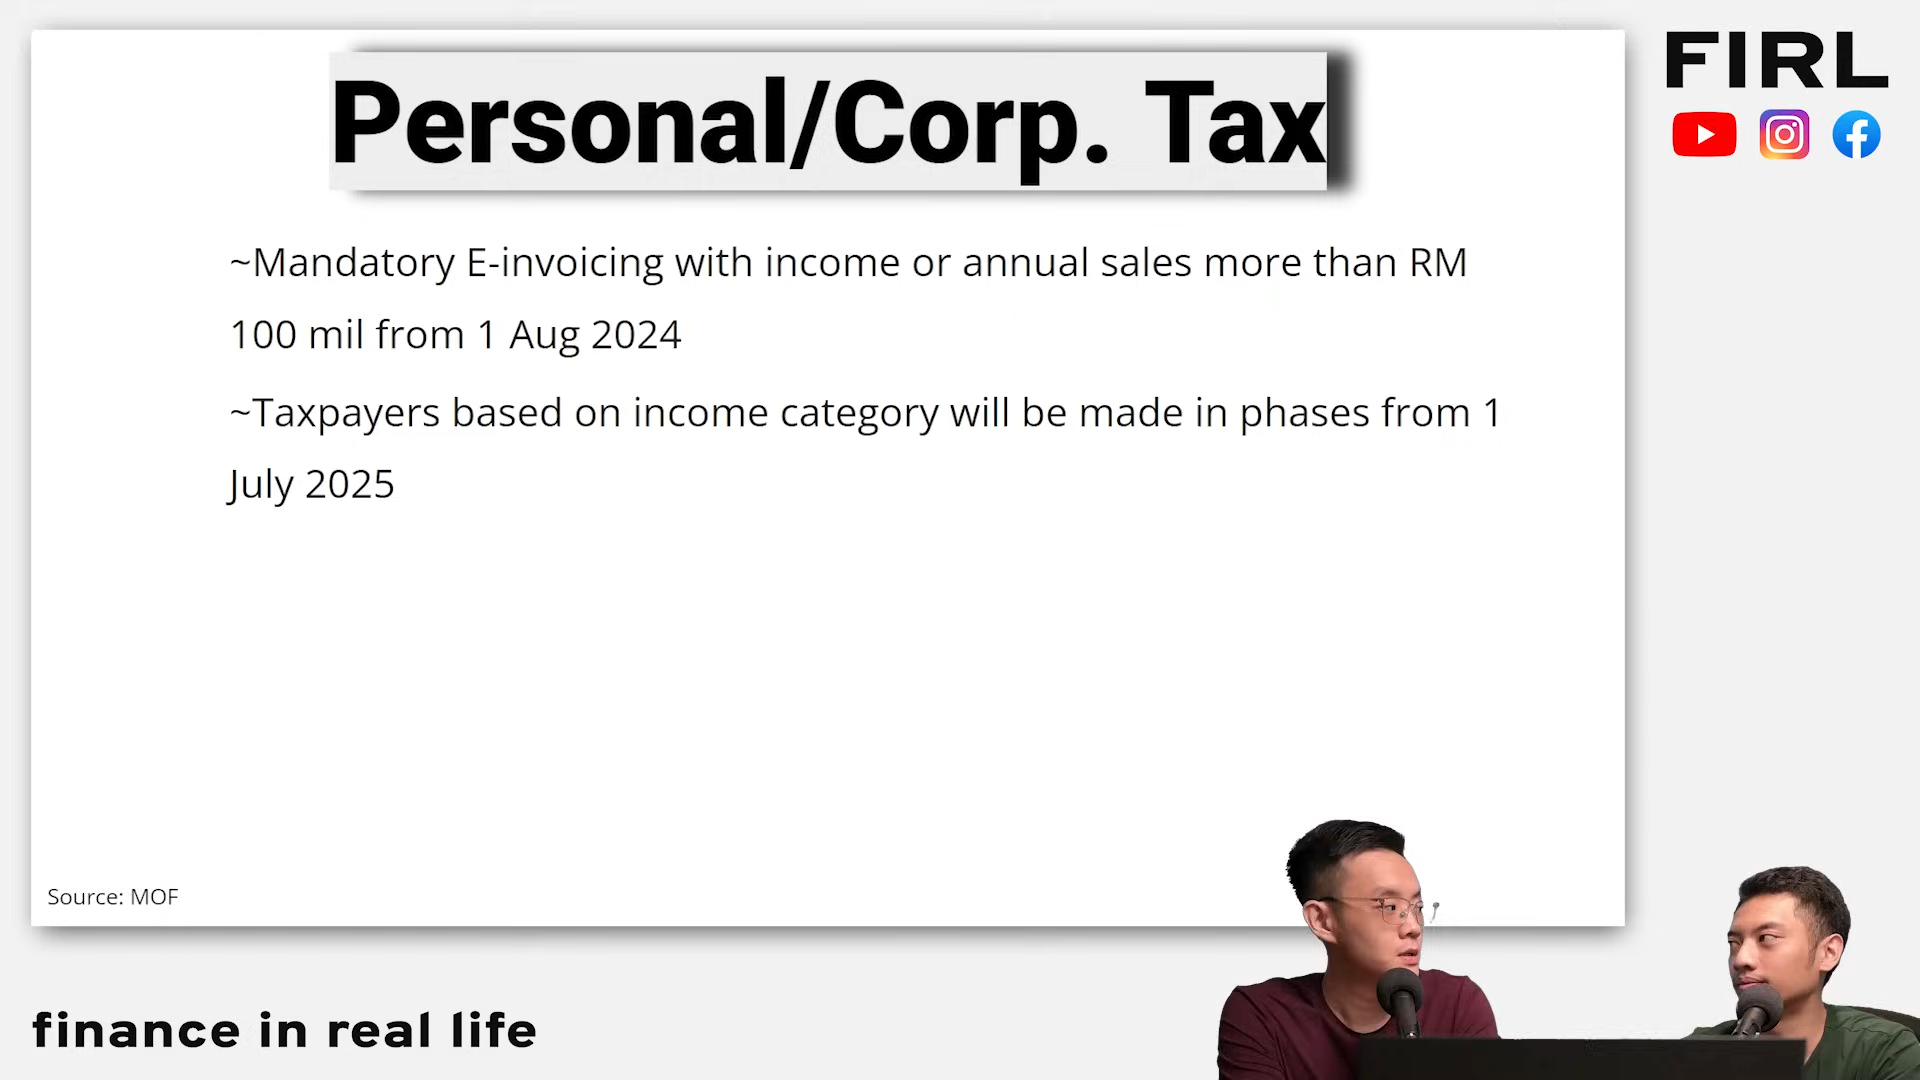 Personal/Corp. Tax
FIRL
~Mandatory E-invoicing with income or annual sales more than RM
100 mil from 1 Aug 2024
~Taxpayers based on income category will be made in phases from 1
July 2025
Source: MOF
finance in real life